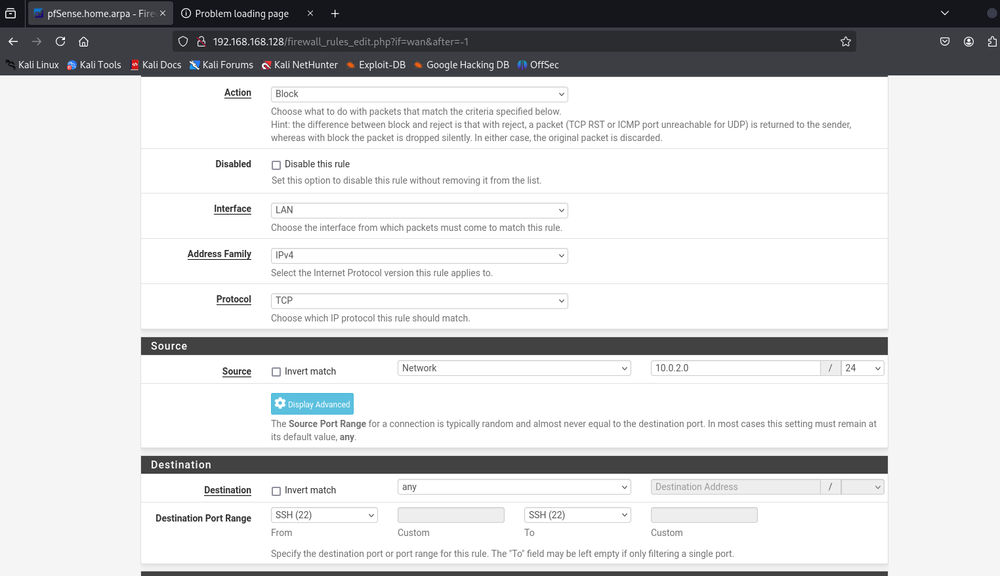 pfSense.home.arpa - Fire
Problem loading page
192.168.168.128/firewall_rules_edit.php?if=wan&after=-1
Kali Linux Kali Tools Kali Docs Kali Forums Kali NetHunter Exploit-DB Google Hacking DB OffSec
Action
Block
Choose what to do with packets that match the criteria specified below.
Hint: the difference between block and reject is that with reject, a packet (TCP RST or ICMP port unreachable for UDP) is returned to the sender,
whereas with block the packet is dropped silently. In either case, the original packet is discarded.
Disabled
Disable this rule
Set this option to disable this rule without removing it from the list.
Interface
LAN
Choose the interface from which packets must come to match this rule.
Address Family
IPv4
Select the Internet Protocol version this rule applies to.
Protocol
TCP
Choose which IP protocol this rule should match.
Source
Source
Invert match
Network
10.0.2.0
/
24
Display Advanced
The Source Port Range for a connection is typically random and almost never equal to the destination port. In most cases this setting must remain at
its default value, any.
Destination
Destination
Invert match
any
Destination Address
/
Destination Port Range
SSH (22)
SSH (22)
From
Custom
To
Custom
Specify the destination port or port range for this rule. The "To" field may be left empty if only filtering a single port.